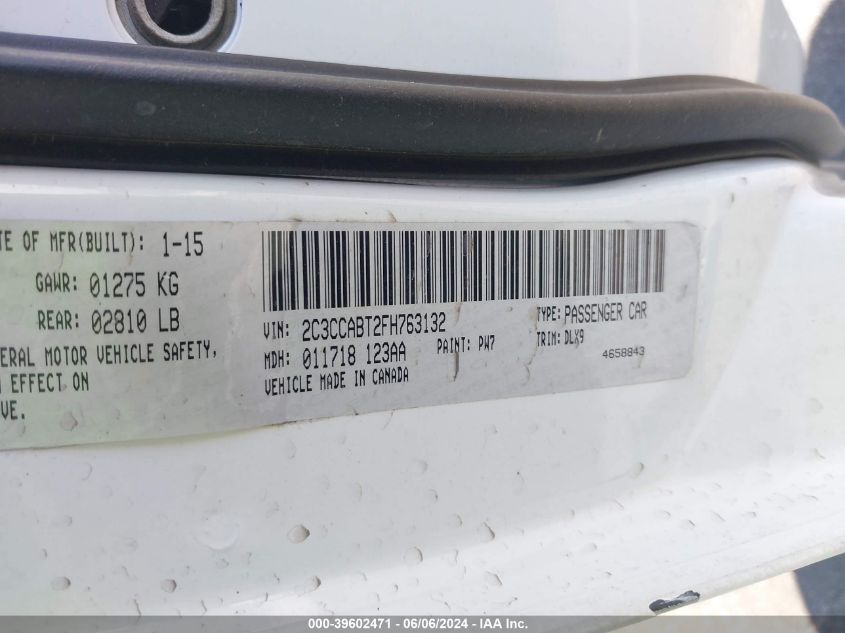 TE OF MFR(BUILT): 1-15
GAWR: 01275 KG
REAR: 02810 LB
ERAL MOTOR VEHICLE SAFETY,
N EFFECT ON
VE.
VIN: 2C3CCABT2FH763132
TYPE: PASSENGER CAR
MDH: 011718 123AA
PAINT: PW7
TRIM: DLX9
VEHICLE MADE IN CANADA
4658843
000-39602471 - 06/06/2024 - IAA Inc.